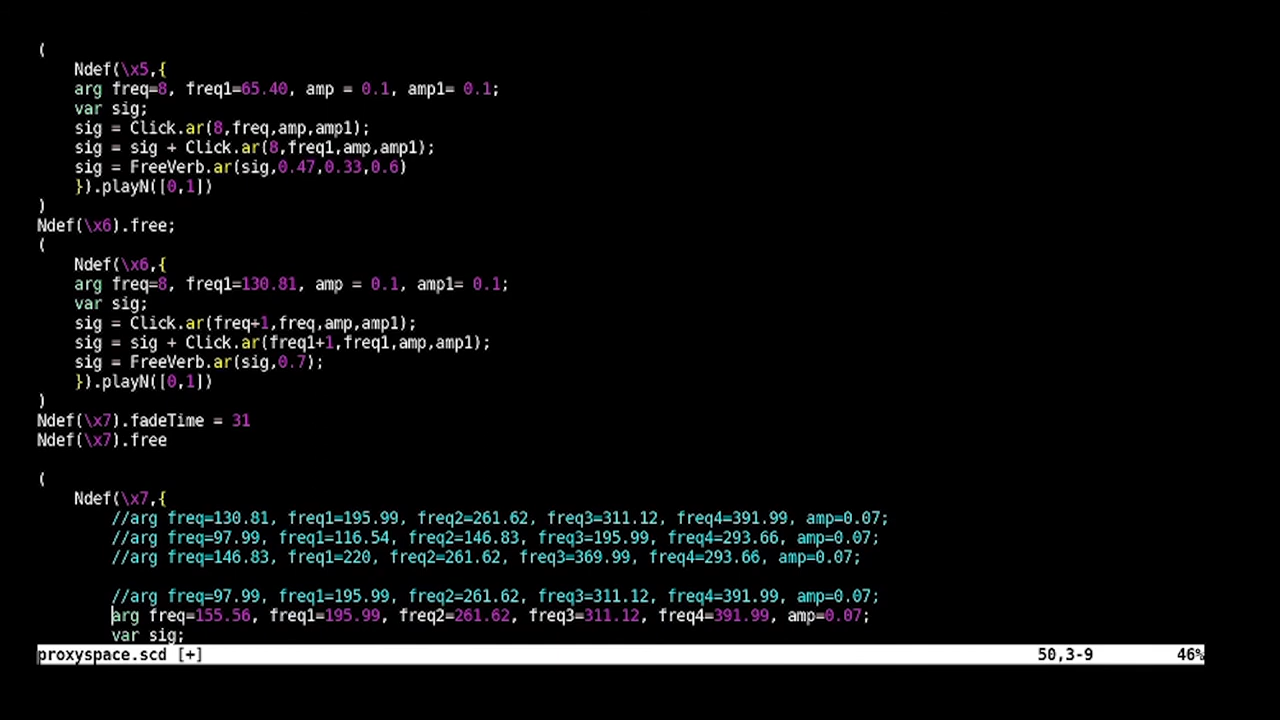 (
Ndef(\x5,{
arg freq=8, freq1=65.40, amp = 0.1, amp1= 0.1;
var sig;
sig = Click.ar(8,freq,amp,amp1);
sig = sig + Click.ar(8,freq1,amp,amp1);
sig = FreeVerb.ar(sig,0.47,0.33,0.6)
}).playN([0,1])
)
Ndef(\x6).free;
(
Ndef(\x6,{
arg freq=8, freq1=130.81, amp = 0.1, amp1= 0.1;
var sig;
sig = Click.ar(freq+1,freq,amp,amp1);
sig = sig + Click.ar(freq1+1,freq1,amp,amp1);
sig = FreeVerb.ar(sig,0.7);
}).playN([0,1])
)
Ndef(\x7).fadeTime = 31
Ndef(\x7).free
(
Ndef(\x7,{
//arg freq=130.81, freq1=195.99, freq2=261.62, freq3=311.12, freq4=391.99, amp=0.07;
//arg freq=97.99, freq1=116.54, freq2=146.83, freq3=195.99, freq4=293.66, amp=0.07;
//arg freq=146.83, freq1=220, freq2=261.62, freq3=369.99, freq4=293.66, amp=0.07;
//arg freq=97.99, freq1=195.99, freq2=261.62, freq3=311.12, freq4=391.99, amp=0.07;
arg freq=155.56, freq1=195.99, freq2=261.62, freq3=311.12, freq4=391.99, amp=0.07;
var sig;
proxyspace.scd [+] 50,3-9 46%